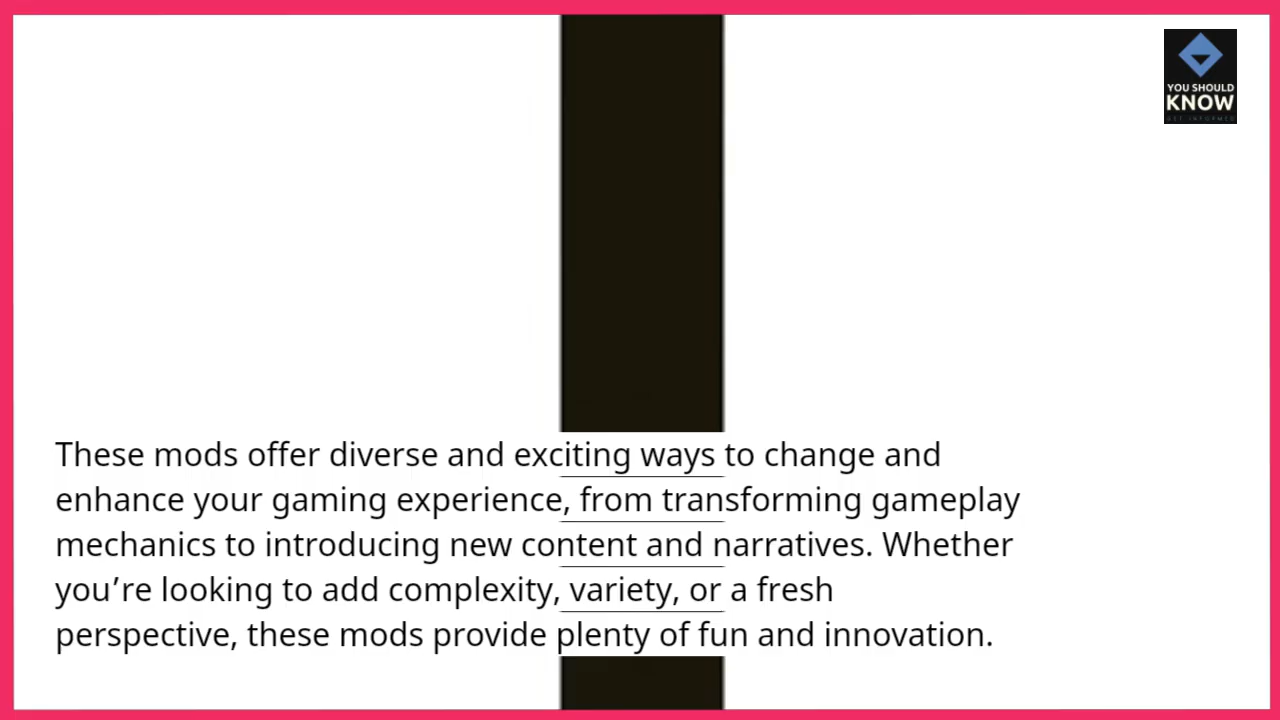 YOU SHOULD
KNOW
GET INFORMED
These mods offer diverse and exciting ways to change and
enhance your gaming experience, from transforming gameplay
mechanics to introducing new content and narratives. Whether
you’re looking to add complexity, variety, or a fresh
perspective, these mods provide plenty of fun and innovation.